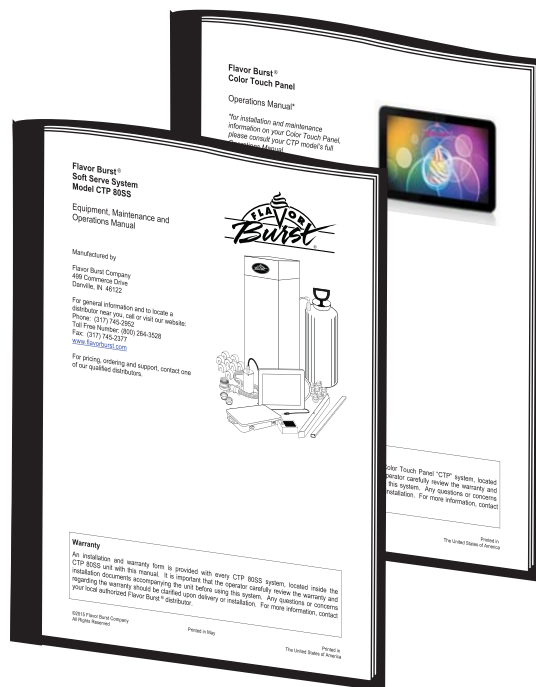 Flavor Burst®
Color Touch Panel
Operations Manual*
*for installation and maintenance
information on your Color Touch Panel,
please consult your CTP model's full
Operations Manual
Flavor Burst®
Soft Serve System
Model CTP 80SS
Equipment, Maintenance and
Operations Manual
Manufactured by
Flavor Burst Company
499 Commerce Drive
Danville, IN 46122
For general information and to locate a
distributor near you, call or visit our website:
Phone: (317) 745-2952
Toll Free Number: (800) 264-3528
Fax: (317) 745-2377
www.flavorburst.com
For pricing, ordering and support, contact one
of our qualified distributors.
FLAVOR
Burst®
Color Touch Panel "CTP" system, located
perator carefully review the warranty and
this system. Any questions or concerns
nstallation. For more information, contact
Printed in
The United States of America
Warranty
An installation and warranty form is provided with every CTP 80SS system, located inside the
CTP 80SS unit with this manual. It is important that the operator carefully review the warranty and
installation documents accompanying the unit before using this system. Any questions or concerns
regarding the warranty should be clarified upon delivery or installation. For more information, contact
your local authorized Flavor Burst® distributor.
©2015 Flavor Burst Company
All Rights Reserved
Printed in May
Printed in
The United States of America